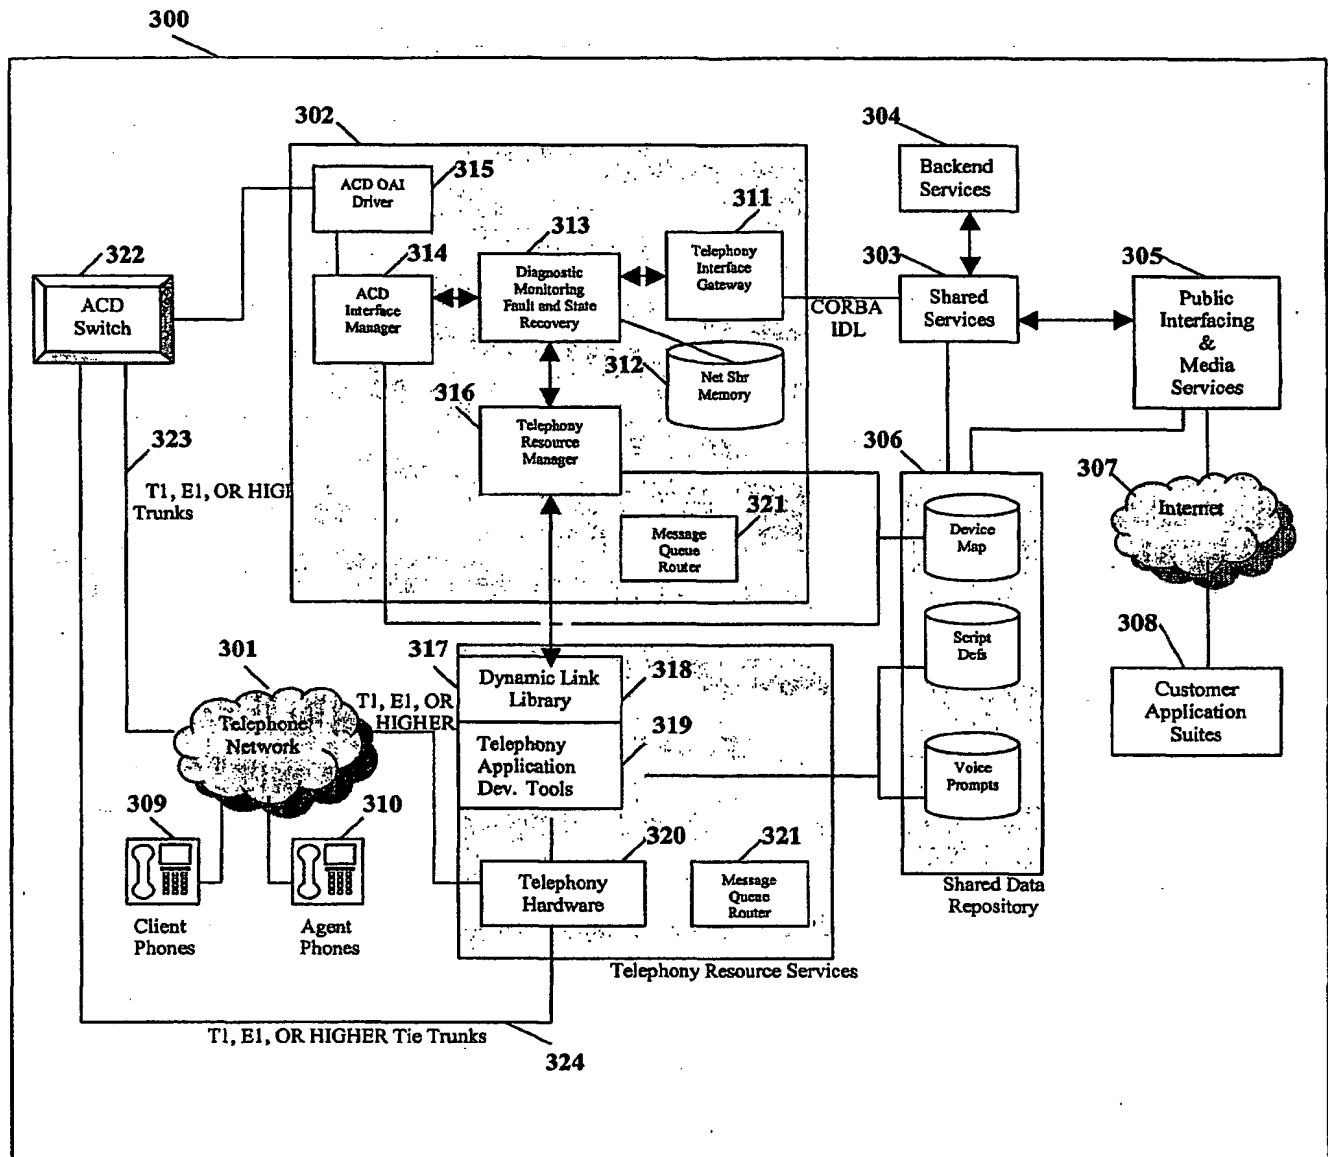 300
302
304
315
ACD OAI
Driver
Backend
Services
311
322
314
313
Telephony
Interface
Gateway
303
305
ACD
Switch
ACD
Interface
Manager
Diagnostic
Monitoring
Fault and State
Recovery
CORBA
IDL
Shared
Services
Public
Interfacing
&
Media
Services
312
Net Shr
Memory
316
Telephony
Resource
Manager
323
T1, E1, OR HIGH
Trunks
306
307
Internet
321
Message
Queue
Router
Device
Map
301
317
318
Script
Defs
308
Telephone
Network
T1, E1, OR
HIGHER
Dynamic Link
Library
319
Telephony
Application
Dev. Tools
Customer
Application
Suites
Voice
Prompts
309
310
320
321
Telephony
Hardware
Message
Queue
Router
Client
Phones
Agent
Phones
Shared Data
Repository
Telephony Resource Services
T1, E1, OR HIGHER Tie Trunks
324